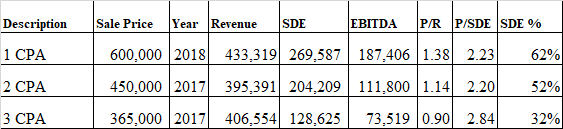 Description Sale Price Year Revenue SDE EBITDA P/R P/SDE SDE %
1 CPA 600,000 2018 433,319 269,587 187,406 1.38 2.23 62%
2 CPA 450,000 2017 395,391 204,209 111,800 1.14 2.20 52%
3 CPA 365,000 2017 406,554 128,625 73,519 0.90 2.84 32%